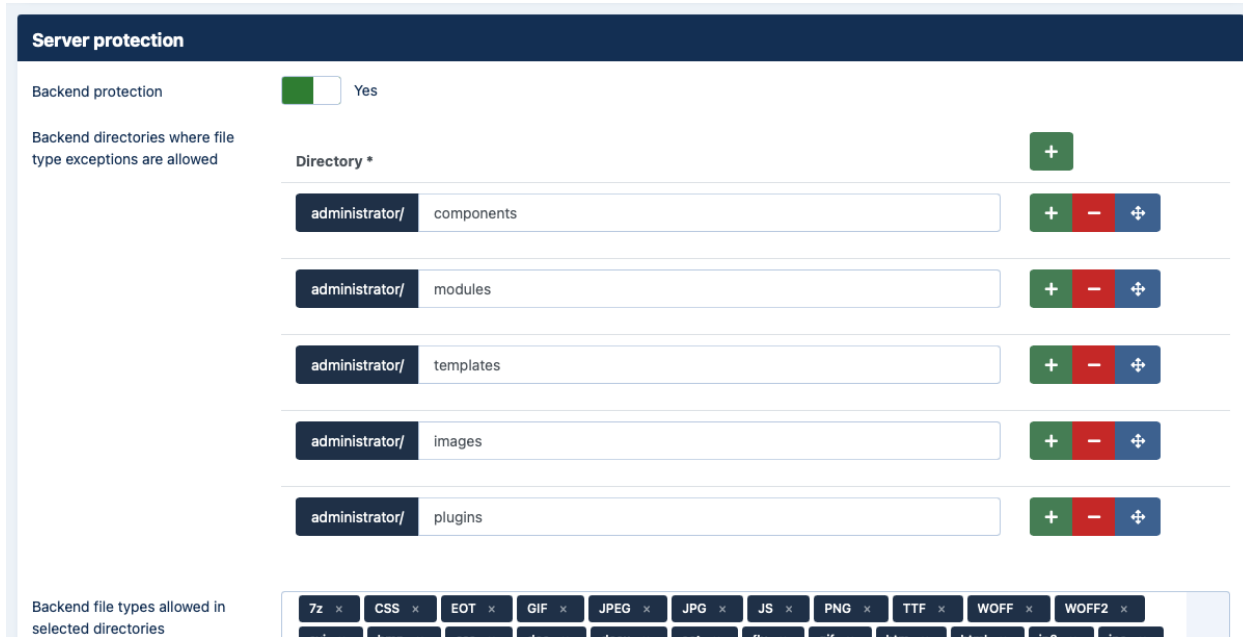 Server protection
Backend protection
Yes
Backend directories where file
type exceptions are allowed
Directory *
administrator/ components
administrator/ modules
administrator/ templates
administrator/ images
administrator/ plugins
Backend file types allowed in
selected directories
7z × CSS × EOT × GIF × JPEG × JPG × JS × PNG × TTF × WOFF × WOFF2 ×